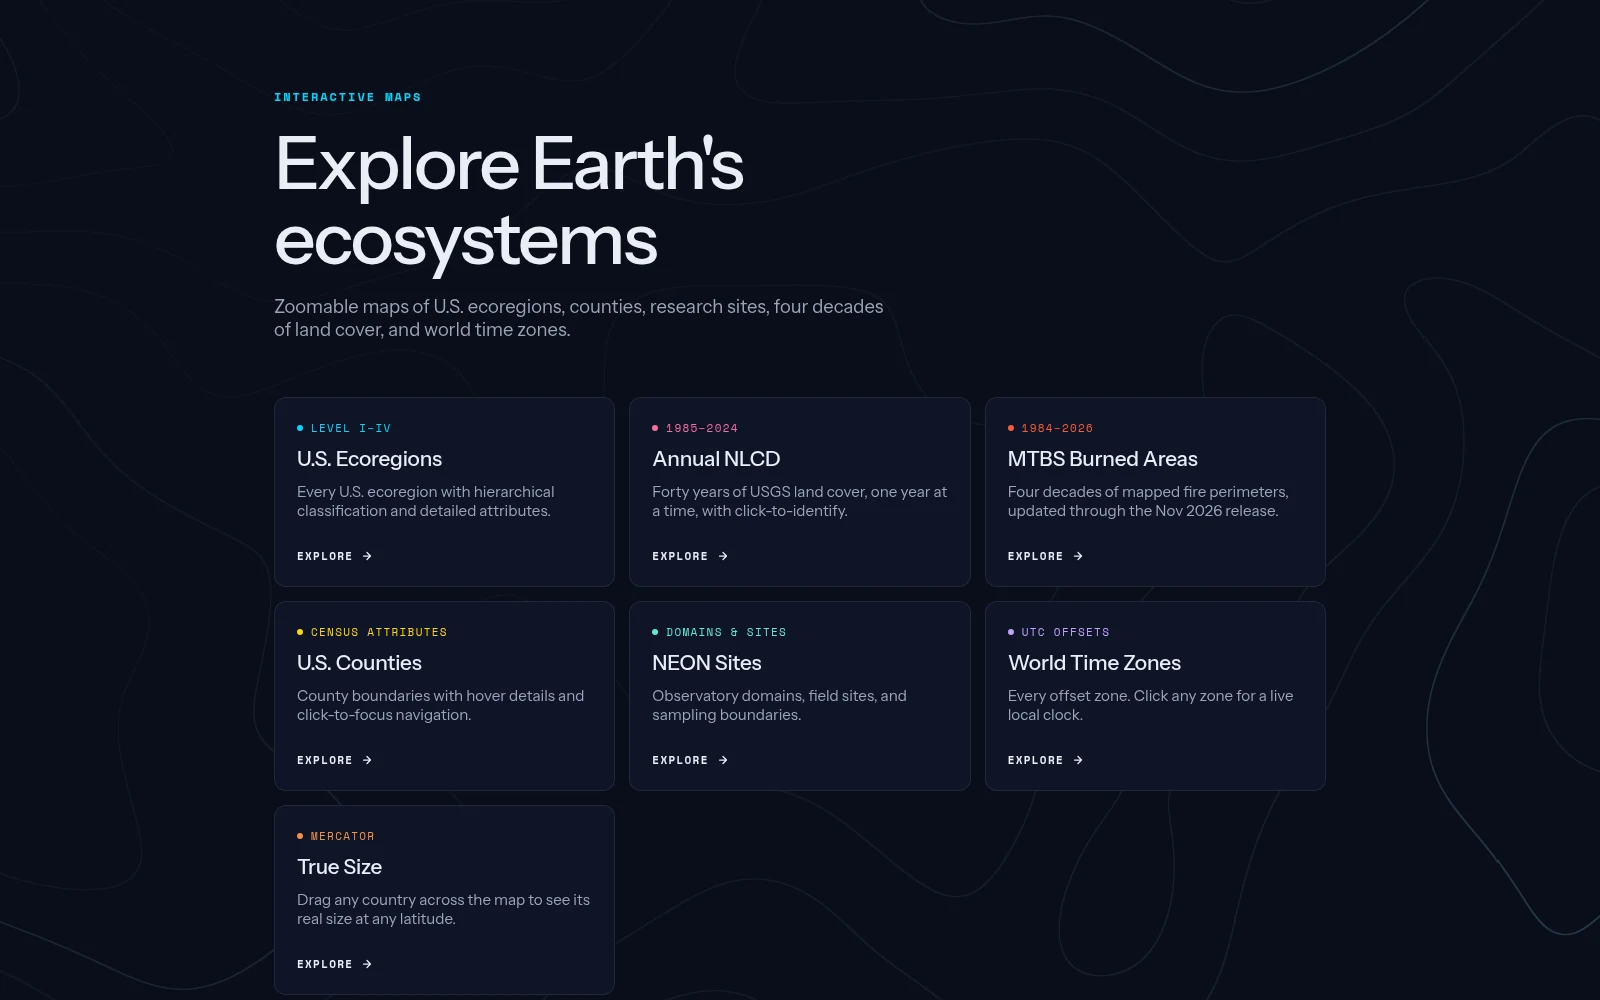 INTERACTIVE MAPS
Explore Earth's
ecosystems
Zoomable maps of U.S. ecoregions, counties, research sites, four decades
of land cover, and world time zones.
LEVEL I–IV
U.S. Ecoregions
Every U.S. ecoregion with hierarchical
classification and detailed attributes.
EXPLORE →
1985–2024
Annual NLCD
Forty years of USGS land cover, one year at
a time, with click-to-identify.
EXPLORE →
1984–2026
MTBS Burned Areas
Four decades of mapped fire perimeters,
updated through the Nov 2026 release.
EXPLORE →
CENSUS ATTRIBUTES
U.S. Counties
County boundaries with hover details and
click-to-focus navigation.
EXPLORE →
DOMAINS & SITES
NEON Sites
Observatory domains, field sites, and
sampling boundaries.
EXPLORE →
UTC OFFSETS
World Time Zones
Every offset zone. Click any zone for a live
local clock.
EXPLORE →
MERCATOR
True Size
Drag any country across the map to see its
real size at any latitude.
EXPLORE →